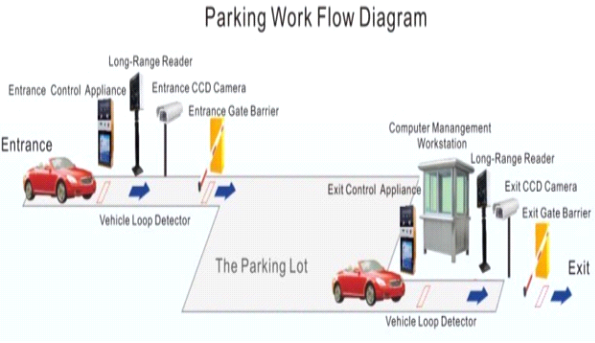 Parking Work Flow Diagram
Long-Range Reader
Entrance Control Appliance
Entrance CCD Camera
Entrance Gate Barrier
Entrance
Vehicle Loop Detector
Computer Mangement
Workstation
Long-Range Reader
Exit Control Appliance
Exit CCD Camera
Exit Gate Barrier
The Parking Lot
Exit
Vehicle Loop Detector